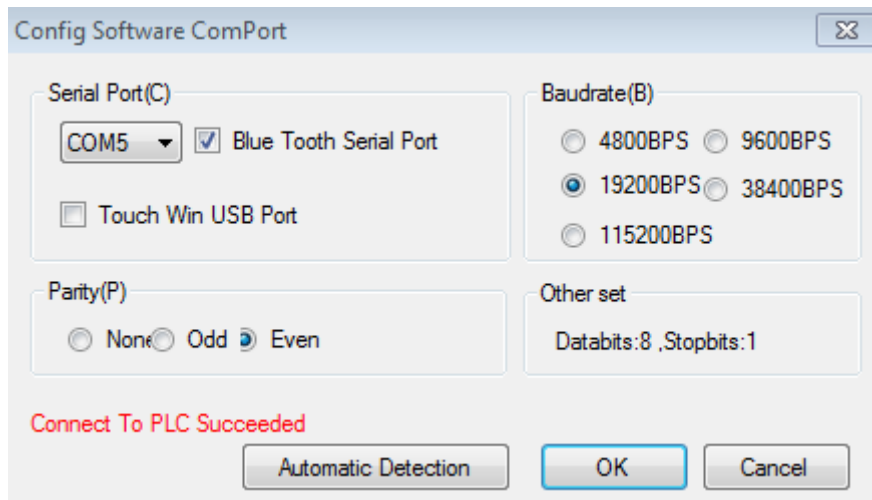 Config Software ComPort
Serial Port(C)
COM5
Blue Tooth Serial Port
Touch Win USB Port
Baudrate(B)
4800BPS 9600BPS
19200BPS 38400BPS
115200BPS
Parity(P)
None Odd Even
Other set
Databits:8 ,Stopbits:1
Connect To PLC Succeeded
Automatic Detection OK Cancel